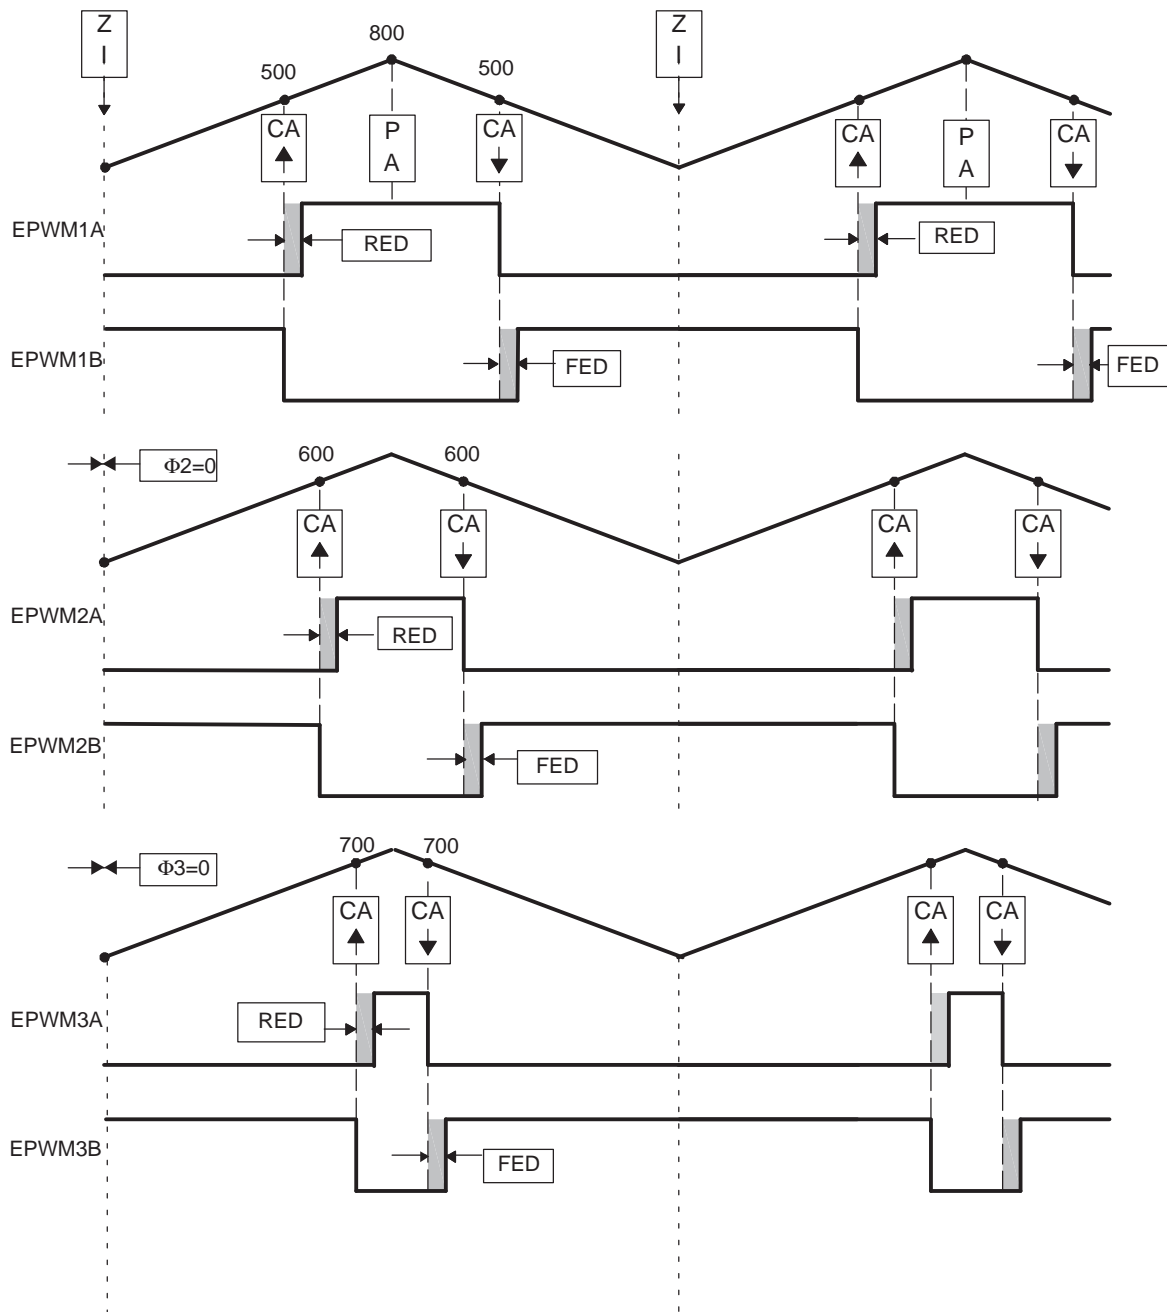 Z
I
Z
I
800
500
500
CA
P
A
CA
CA
P
A
CA
EPWM1A
RED
RED
EPWM1B
FED
FED
Φ2=0
600
600
CA
CA
CA
CA
EPWM2A
RED
EPWM2B
FED
700
700
Φ3=0
CA
CA
CA
CA
EPWM3A
RED
EPWM3B
FED